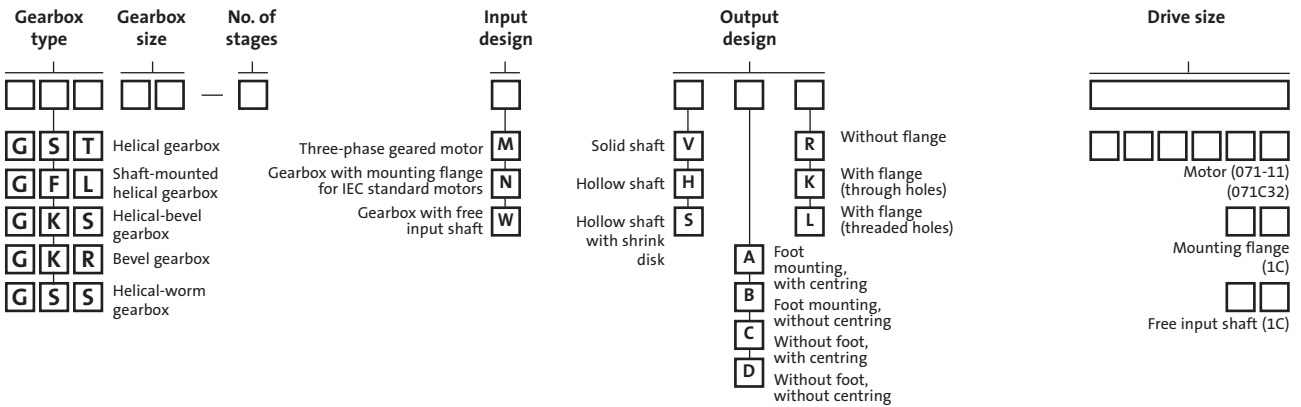 Gearbox
type
Gearbox
size
No. of
stages
Input
design
Output
design
Drive size
—
G S T Helical gearbox
G F L Shaft-mounted
helical gearbox
G K S Helical-bevel
gearbox
G K R Bevel gearbox
G S S Helical-worm
gearbox
Three-phase geared motor M
Gearbox with mounting flange
for IEC standard motors N
Gearbox with free
input shaft W
Solid shaft V
Hollow shaft H
Hollow shaft
with shrink
disk S
A Foot
mounting,
with centring
B Foot mounting,
without centring
C Without foot,
with centring
D Without foot,
without centring
R Without flange
K With flange
(through holes)
L With flange
(threaded holes)
Motor (071-11)
(071C32)
Mounting flange
(1C)
Free input shaft (1C)